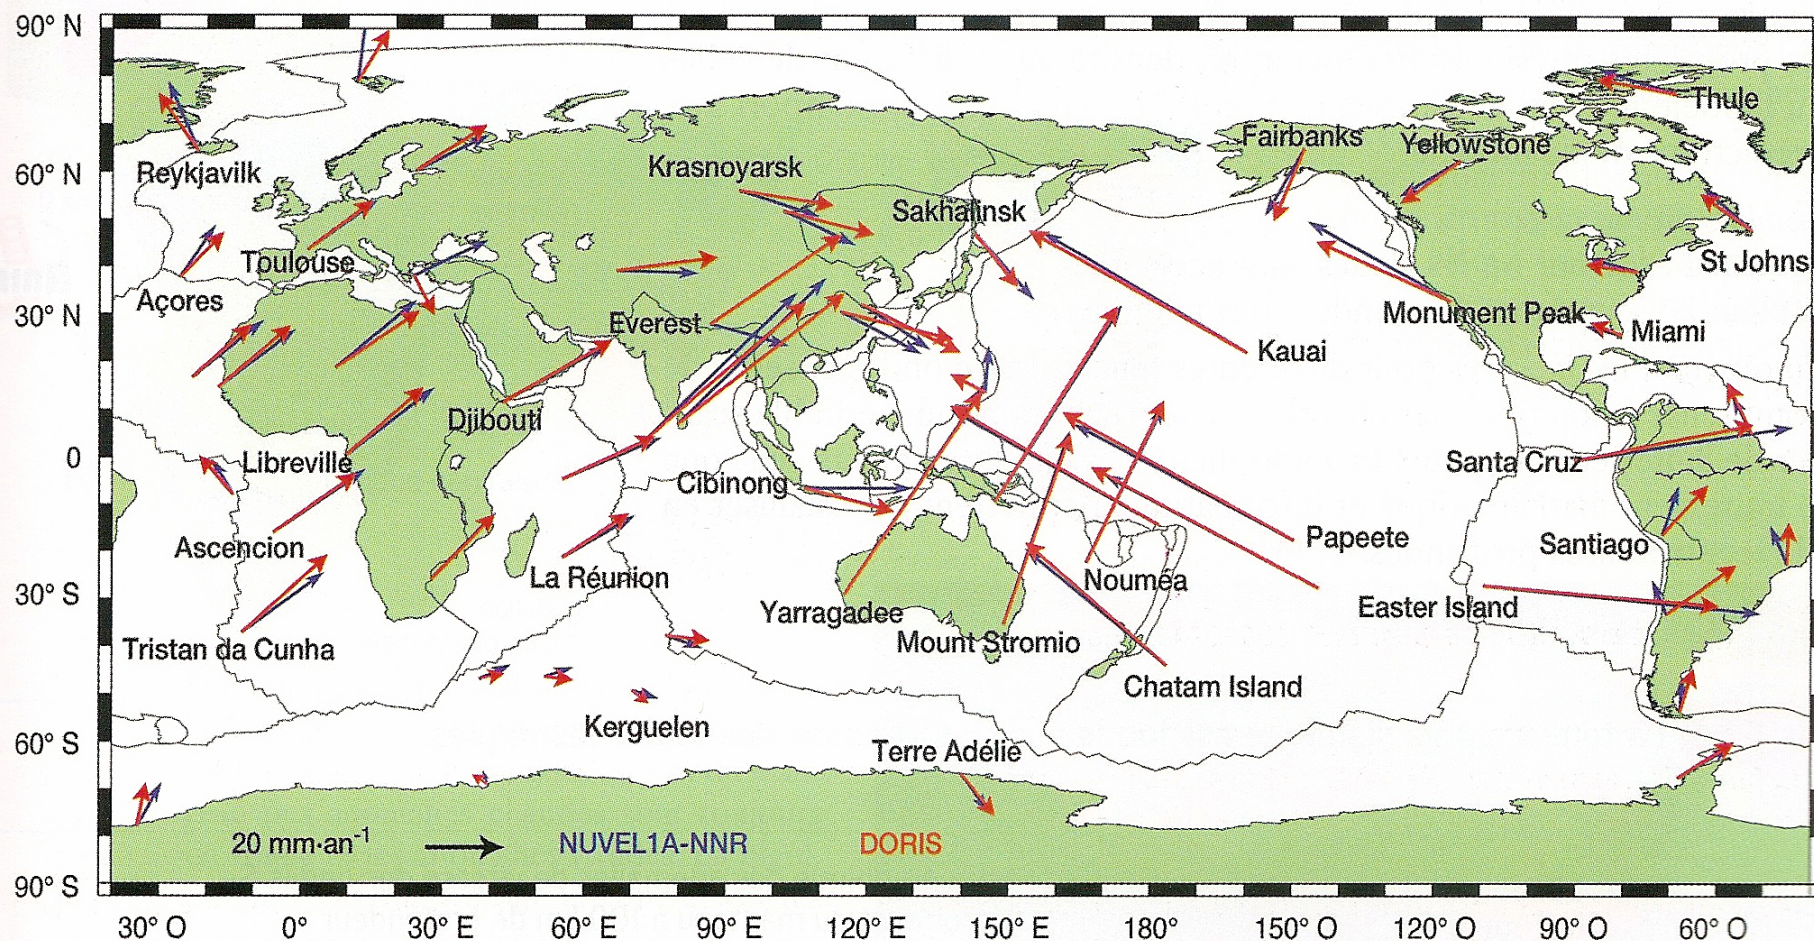 90° N
60° N
30° N
0
30° S
60° S
90° S
Thule
Fairbanks
Yellowstone
Reykjavilk
Krasnoyarsk
Sakhalinsk
Toulouse
St Johns
Açores
Everest
Monument Peak
Miami
Kauai
Djibouti
Libreville
Cibinong
Santa Cruz
Ascencion
Papeete
Santiago
La Réunion
Nouméa
Yarragadee
Easter Island
Tristan da Cunha
Mount Stromio
Chatam Island
Kerguelen
Terre Adélie
20 mm·an⁻¹
NUVEL1A-NNR
DORIS
30° O 0° 30° E 60° E 90° E 120° E 150° E 180° 150° O 120° O 90° O 60° O